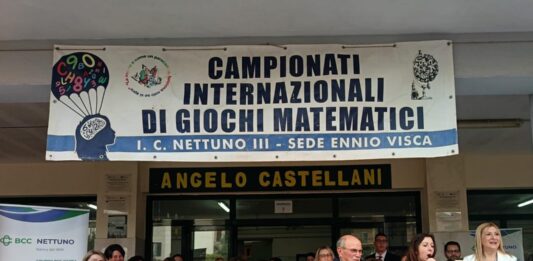 CAMPIONATI
INTERNAZIONALI
DI GIOCHI MATEMATICI
I. C. NETTUNO III - SEDE ENNIO VISCA
ANGELO CASTELLANI
BCC NETTUNO